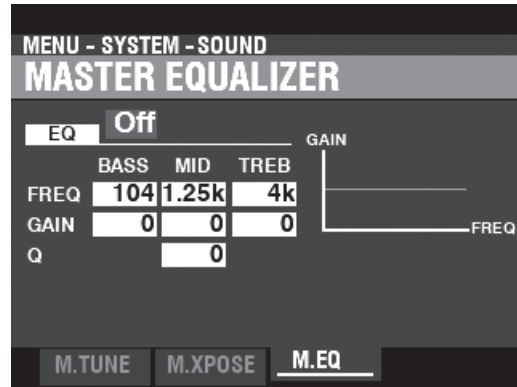 MENU - SYSTEM - SOUND
MASTER EQUALIZER
EQ Off
GAIN
BASS MID TREB
FREQ 104 1.25k 4k
GAIN 0 0 0
FREQ
Q 0
M.TUNE M.XPOSE M.EQ